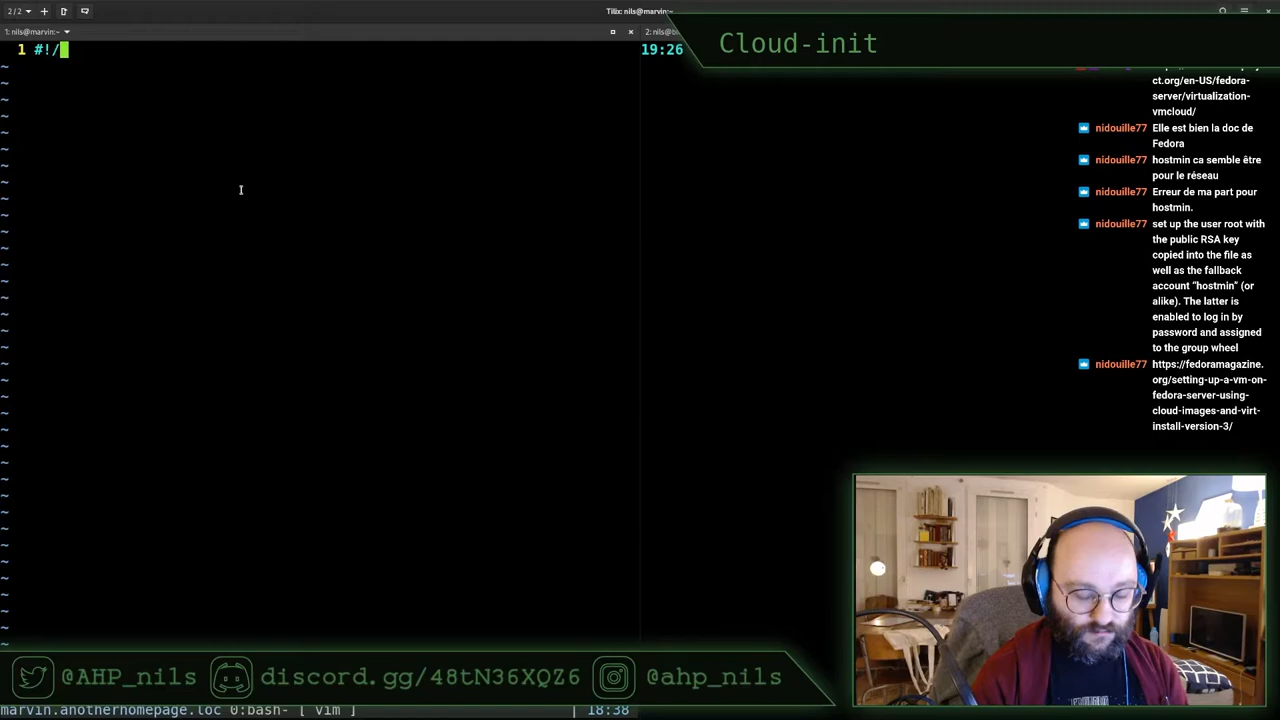 2 / 2
Tilix: nils@marvin:~
1: nils@marvin:~
1 #!/
19:26
Cloud-init
ct.org/en-US/fedora-
server/virtualization-
vmcloud/
nidouille77 Elle est bien la doc de
Fedora
nidouille77 hostmin ca semble être
pour le réseau
nidouille77 Erreur de ma part pour
hostmin.
nidouille77 set up the user root with
the public RSA key
copied into the file as
well as the fallback
account “hostmin” (or
alike). The latter is
enabled to log in by
password and assigned
to the group wheel
nidouille77 https://fedoramagazine.
org/setting-up-a-vm-on-
fedora-server-using-
cloud-images-and-virt-
install-version-3/
@AHP_nils
discord.gg/48tN36XQZ6
@ahp_nils
marvin.anotherhomepage.loc 0:bash- [ vim ] | 18:38